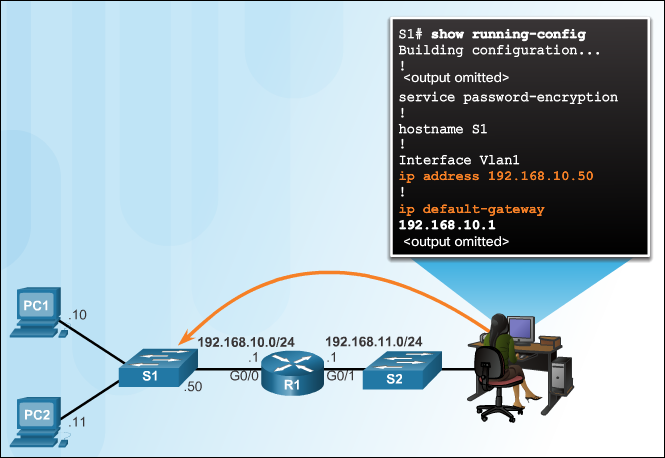 S1# show running-config
Building configuration...
!
<output omitted>
service password-encryption
!
hostname S1
!
Interface Vlan1
ip address 192.168.10.50
!
ip default-gateway
192.168.10.1
<output omitted>
PC1
.10
192.168.10.0/24
192.168.11.0/24
.1
.1
S1
.50
G0/0
R1
G0/1
S2
PC2
.11